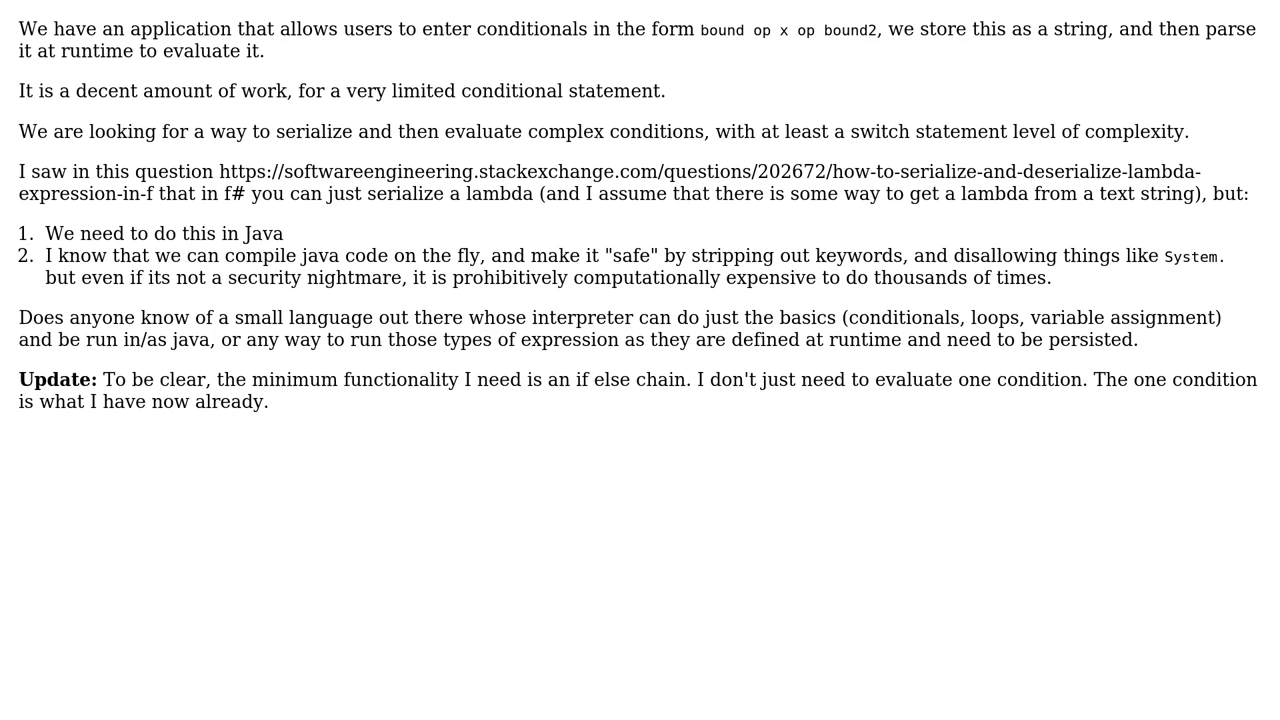 We have an application that allows users to enter conditionals in the form bound op x op bound2, we store this as a string, and then parse
it at runtime to evaluate it.
It is a decent amount of work, for a very limited conditional statement.
We are looking for a way to serialize and then evaluate complex conditions, with at least a switch statement level of complexity.
I saw in this question https://softwareengineering.stackexchange.com/questions/202672/how-to-serialize-and-deserialize-lambda-
expression-in-f that in f# you can just serialize a lambda (and I assume that there is some way to get a lambda from a text string), but:
1. We need to do this in Java
2. I know that we can compile java code on the fly, and make it "safe" by stripping out keywords, and disallowing things like System.
but even if its not a security nightmare, it is prohibitively computationally expensive to do thousands of times.
Does anyone know of a small language out there whose interpreter can do just the basics (conditionals, loops, variable assignment)
and be run in/as java, or any way to run those types of expression as they are defined at runtime and need to be persisted.
Update: To be clear, the minimum functionality I need is an if else chain. I don't just need to evaluate one condition. The one condition
is what I have now already.